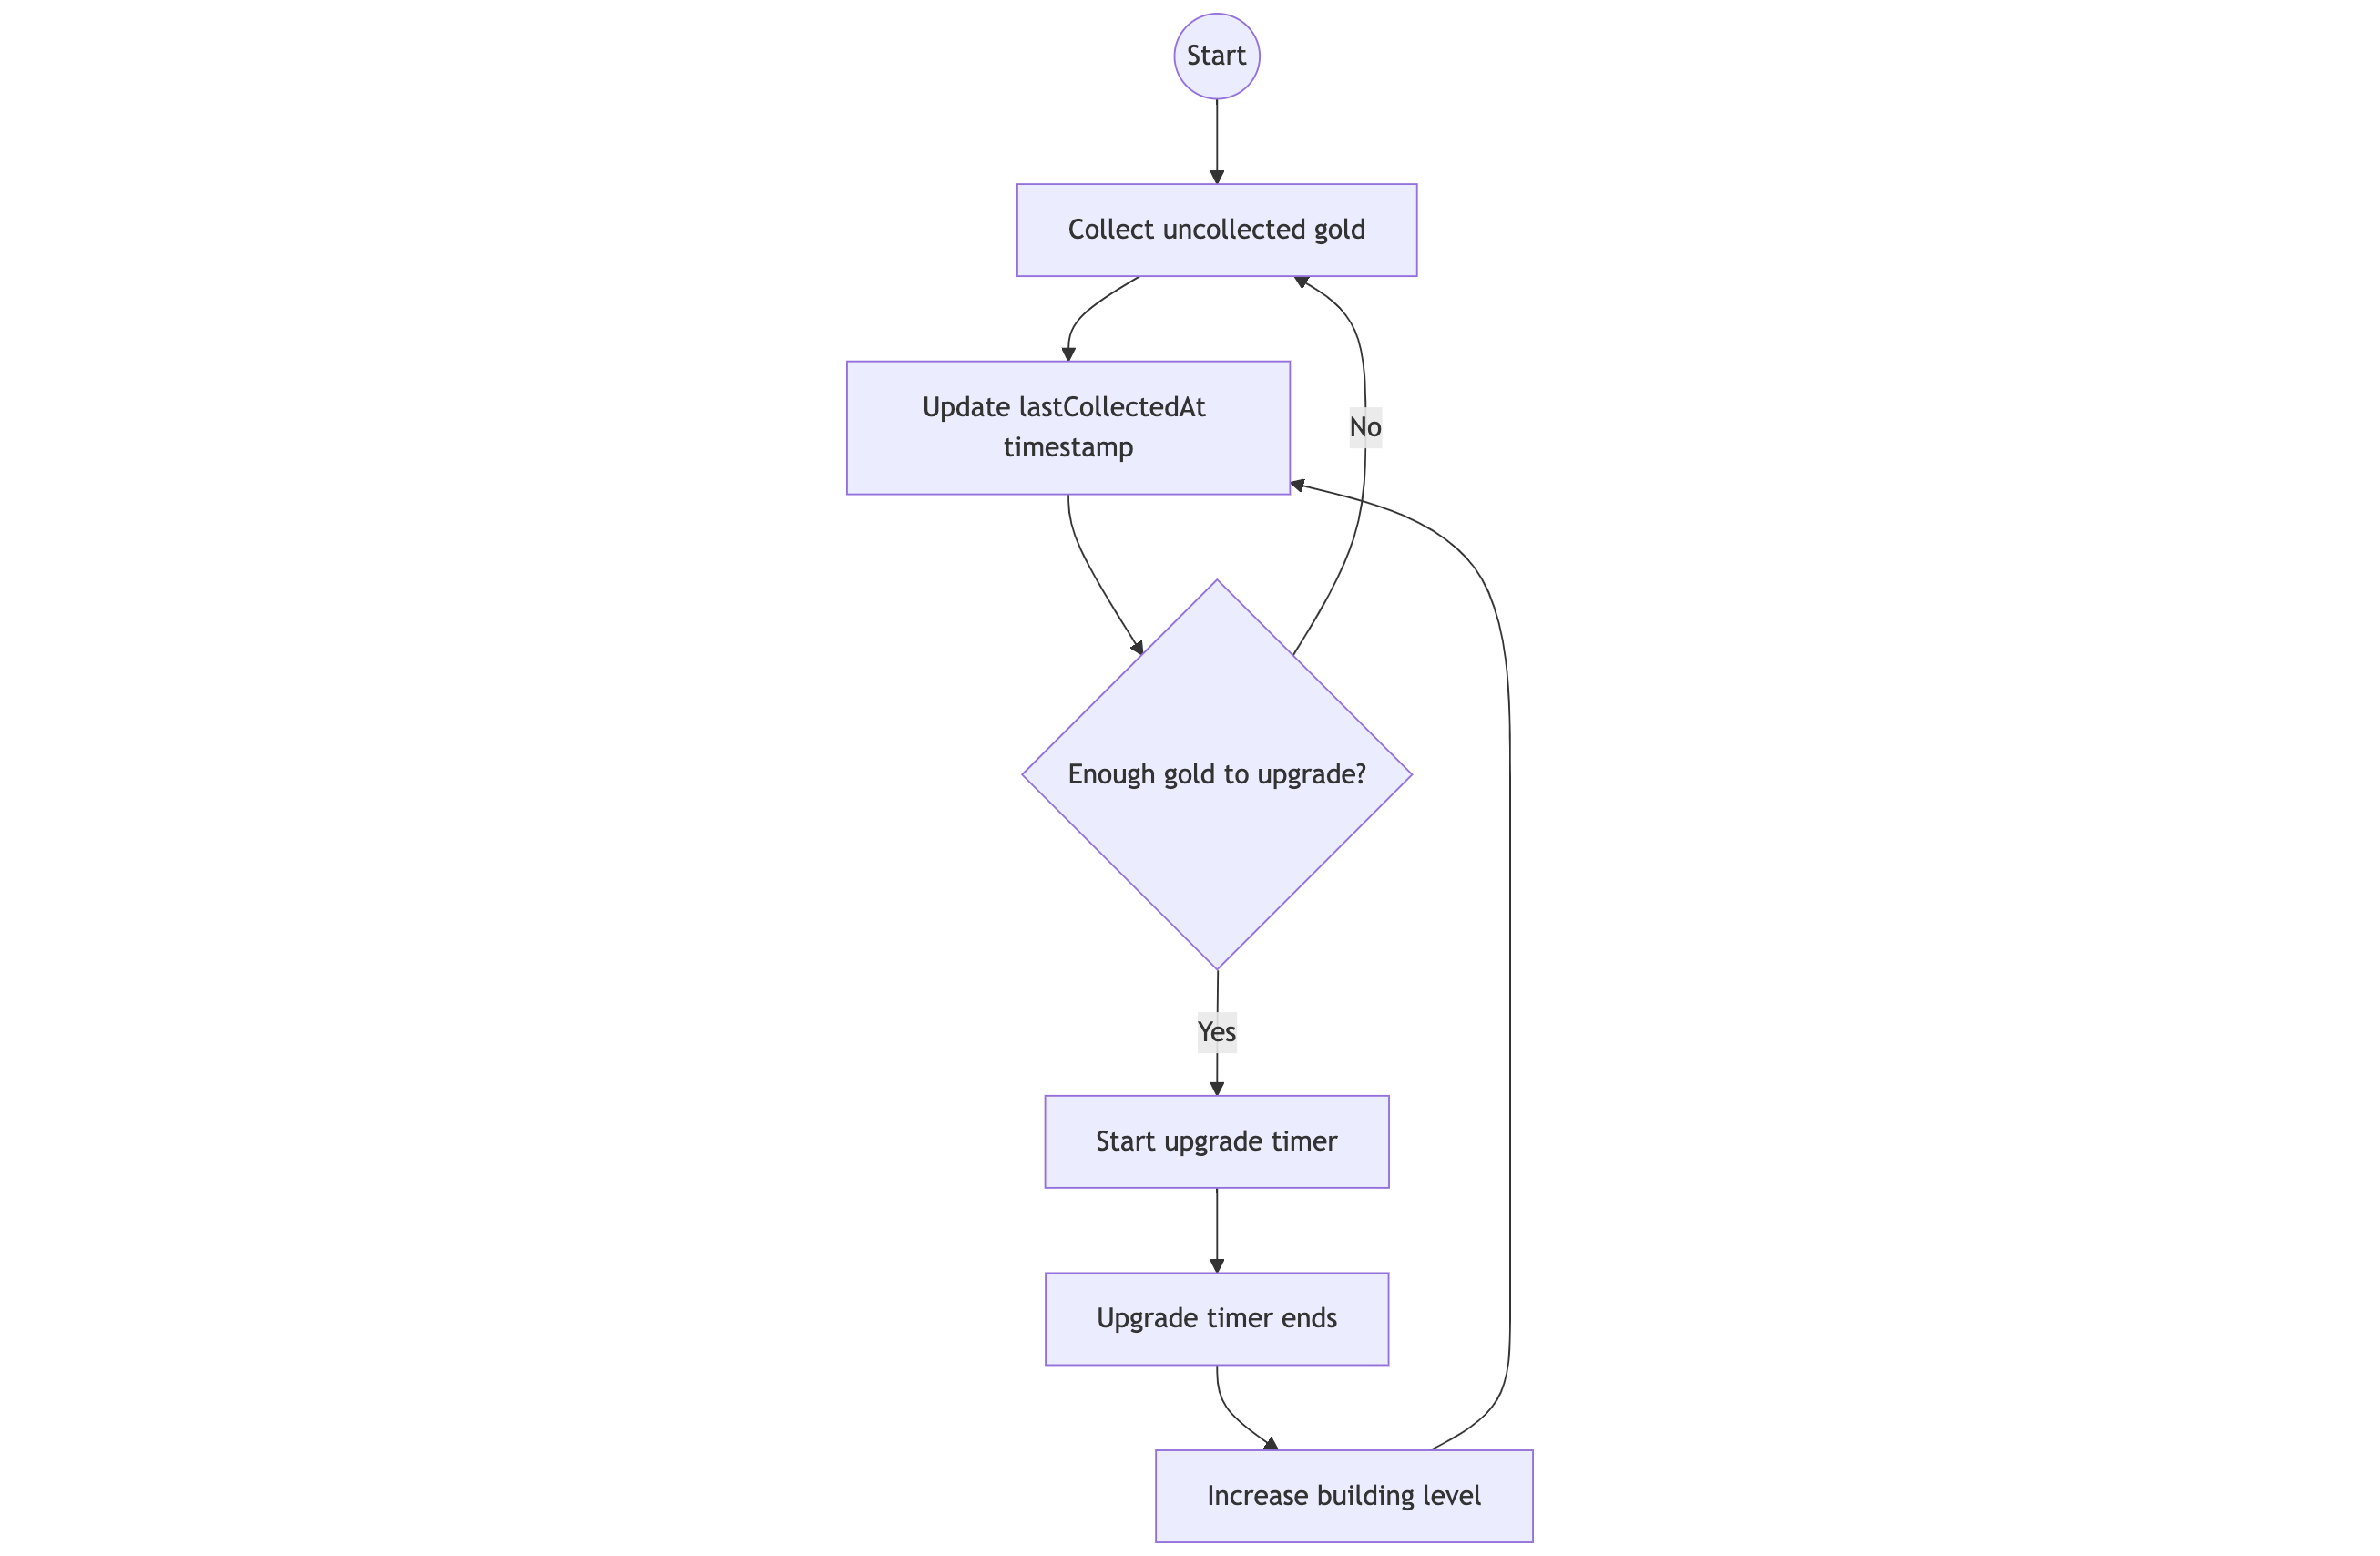 Start
Collect uncollected gold
Update lastCollectedAt
timestamp
No
Enough gold to upgrade?
Yes
Start upgrade timer
Upgrade timer ends
Increase building level